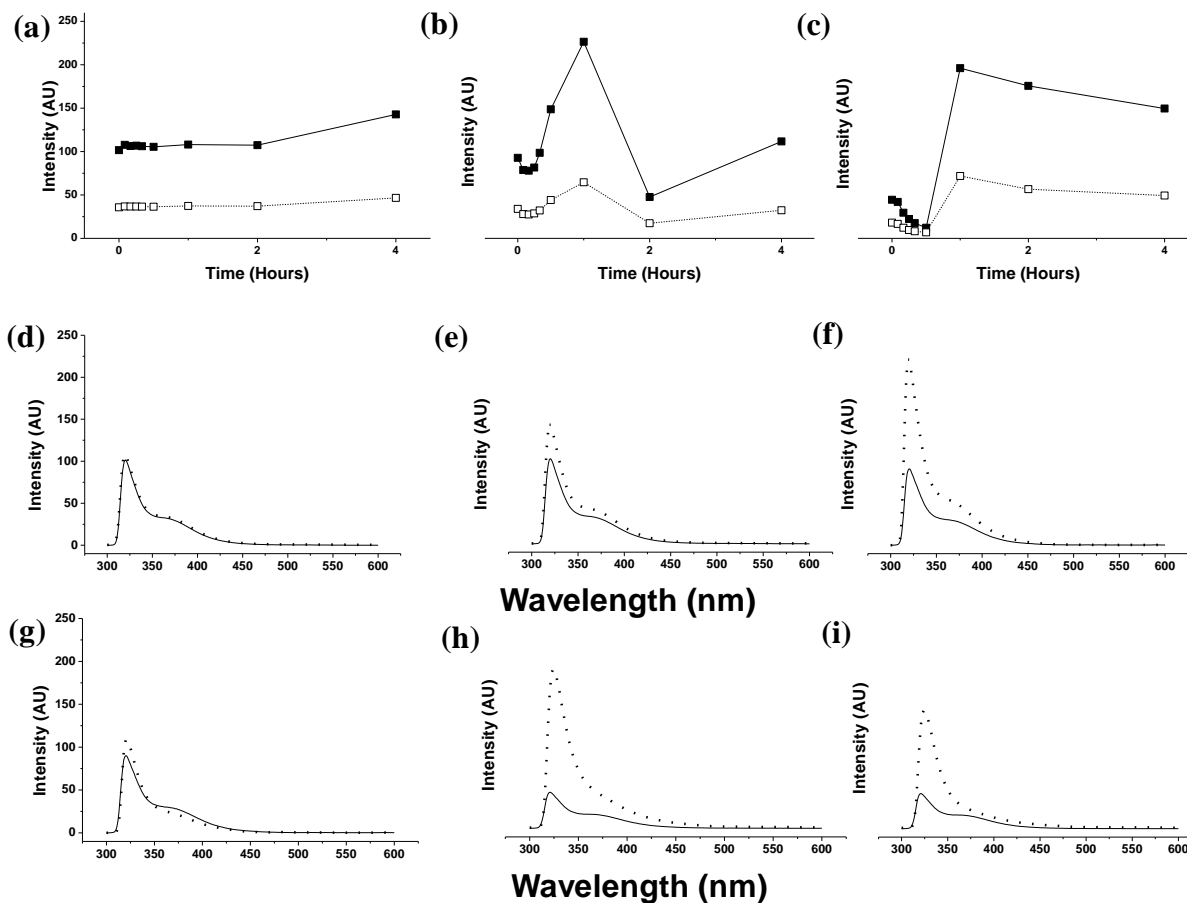 (a)
(b)
(c)
250
200
150
100
50
0
Intensity (AU)
Intensity (AU)
Intensity (AU)
0 2 4
0 2 4
0 2 4
Time (Hours)
Time (Hours)
Time (Hours)
(d)
(e)
(f)
250
200
150
100
50
0
Intensity (AU)
Intensity (AU)
Intensity (AU)
300 350 400 450 500 550 600
300 350 400 450 500 550 600
300 350 400 450 500 550 600
Wavelength (nm)
(g)
(h)
(i)
250
200
150
100
50
0
Intensity (AU)
Intensity (AU)
Intensity (AU)
300 350 400 450 500 550 600
300 350 400 450 500 550 600
300 350 400 450 500 550 600
Wavelength (nm)